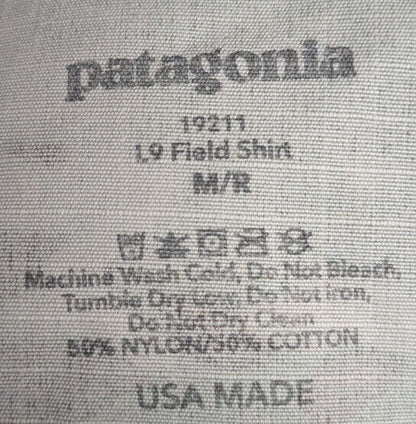 patagonia
19211
L9 Field Shirt
M/R
Machine Wash Cold, Do Not Bleach,
Tumble Dry Low, Do Not Iron,
Do Not Dry Clean
50% NYLON/50% COTTON
USA MADE